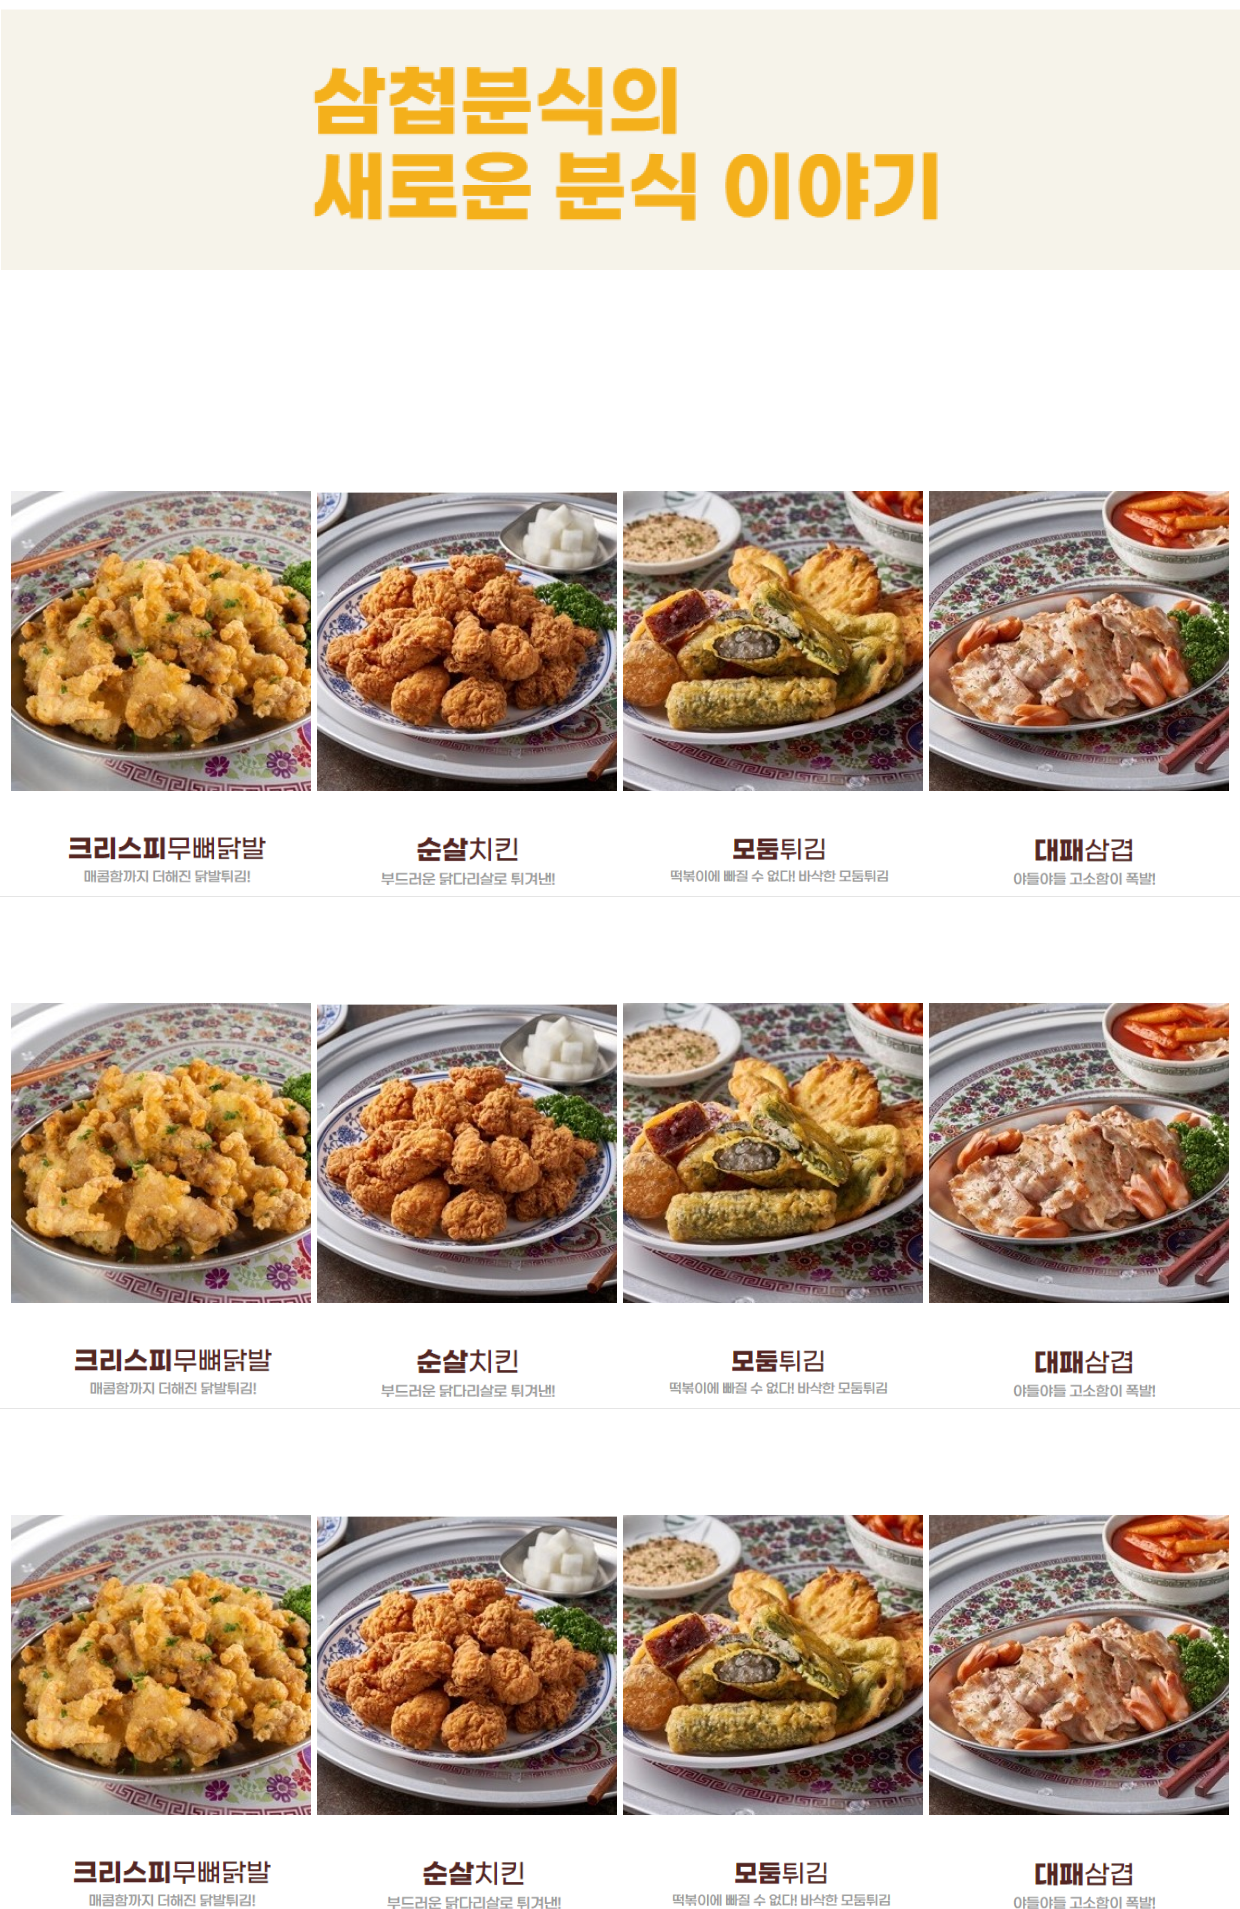 삼첩분식의
새로운 분식 이야기
크리스피무뼈닭발
매콤함까지 더해진 닭발튀김!
순살치킨
부드러운 닭다리살로 튀겨낸!
모둠튀김
떡볶이에 빠질 수 없다! 바삭한 모둠튀김
대패삼겹
야들야들 고소함이 폭발!
크리스피무뼈닭발
매콤함까지 더해진 닭발튀김!
순살치킨
부드러운 닭다리살로 튀겨낸!
모둠튀김
떡볶이에 빠질 수 없다! 바삭한 모둠튀김
대패삼겹
야들야들 고소함이 폭발!
크리스피무뼈닭발
매콤함까지 더해진 닭발튀김!
순살치킨
부드러운 닭다리살로 튀겨낸!
모둠튀김
떡볶이에 빠질 수 없다! 바삭한 모둠튀김
대패삼겹
야들야들 고소함이 폭발!